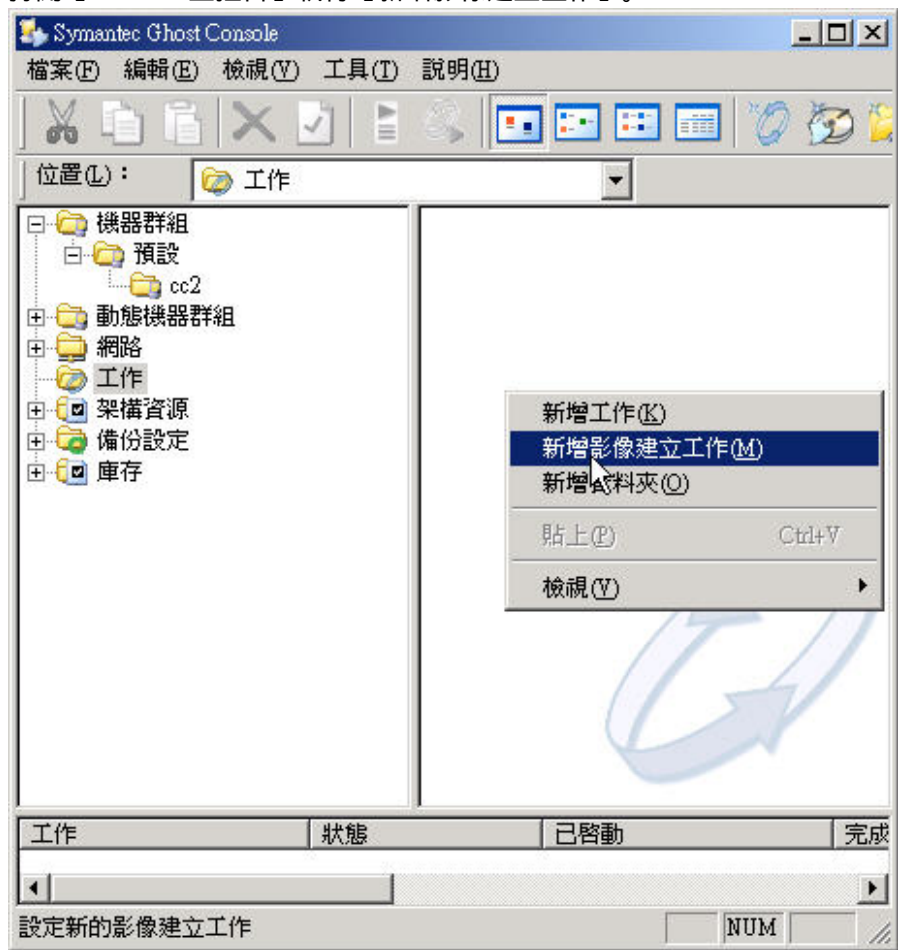 Symantec Ghost Console
檔案(F) 編輯(E) 檢視(V) 工具(T) 說明(H)
位置(L)： 工作
機器群組
預設
cc2
動態機器群組
網路
工作
架構資源
備份設定
庫存
新增工作(K)
新增影像建立工作(M)
新增資料夾(O)
貼上(P) Ctrl+V
檢視(V)
工作 狀態 已啓動 完成
設定新的影像建立工作 NUM